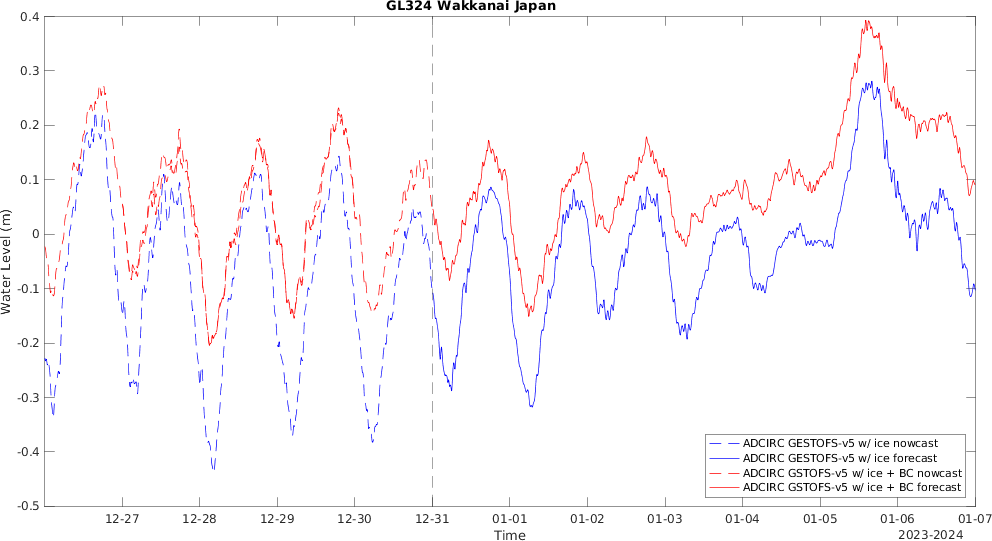 GL324 Wakkanai Japan
0.4
0.3
0.2
0.1
0
-0.1
-0.2
-0.3
-0.4
-0.5
Water Level (m)
12-27 12-28 12-29 12-30 12-31 01-01 01-02 01-03 01-04 01-05 01-06 01-07
Time
2023-2024
ADCIRC GESTOFS-v5 w/ ice nowcast
ADCIRC GESTOFS-v5 w/ ice forecast
ADCIRC GSTOFS-v5 w/ ice + BC nowcast
ADCIRC GSTOFS-v5 w/ ice + BC forecast